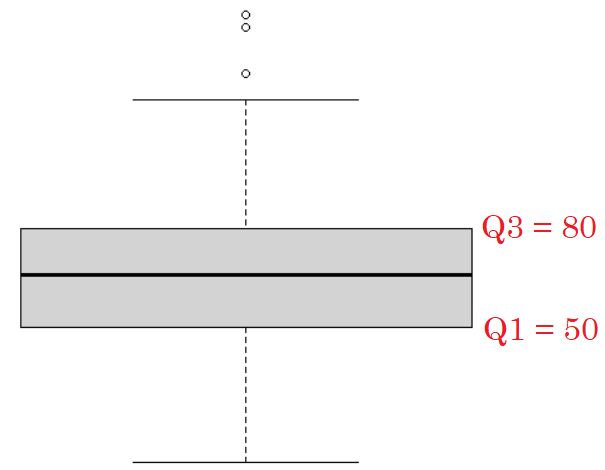 Q3 = 80
Q1 = 50